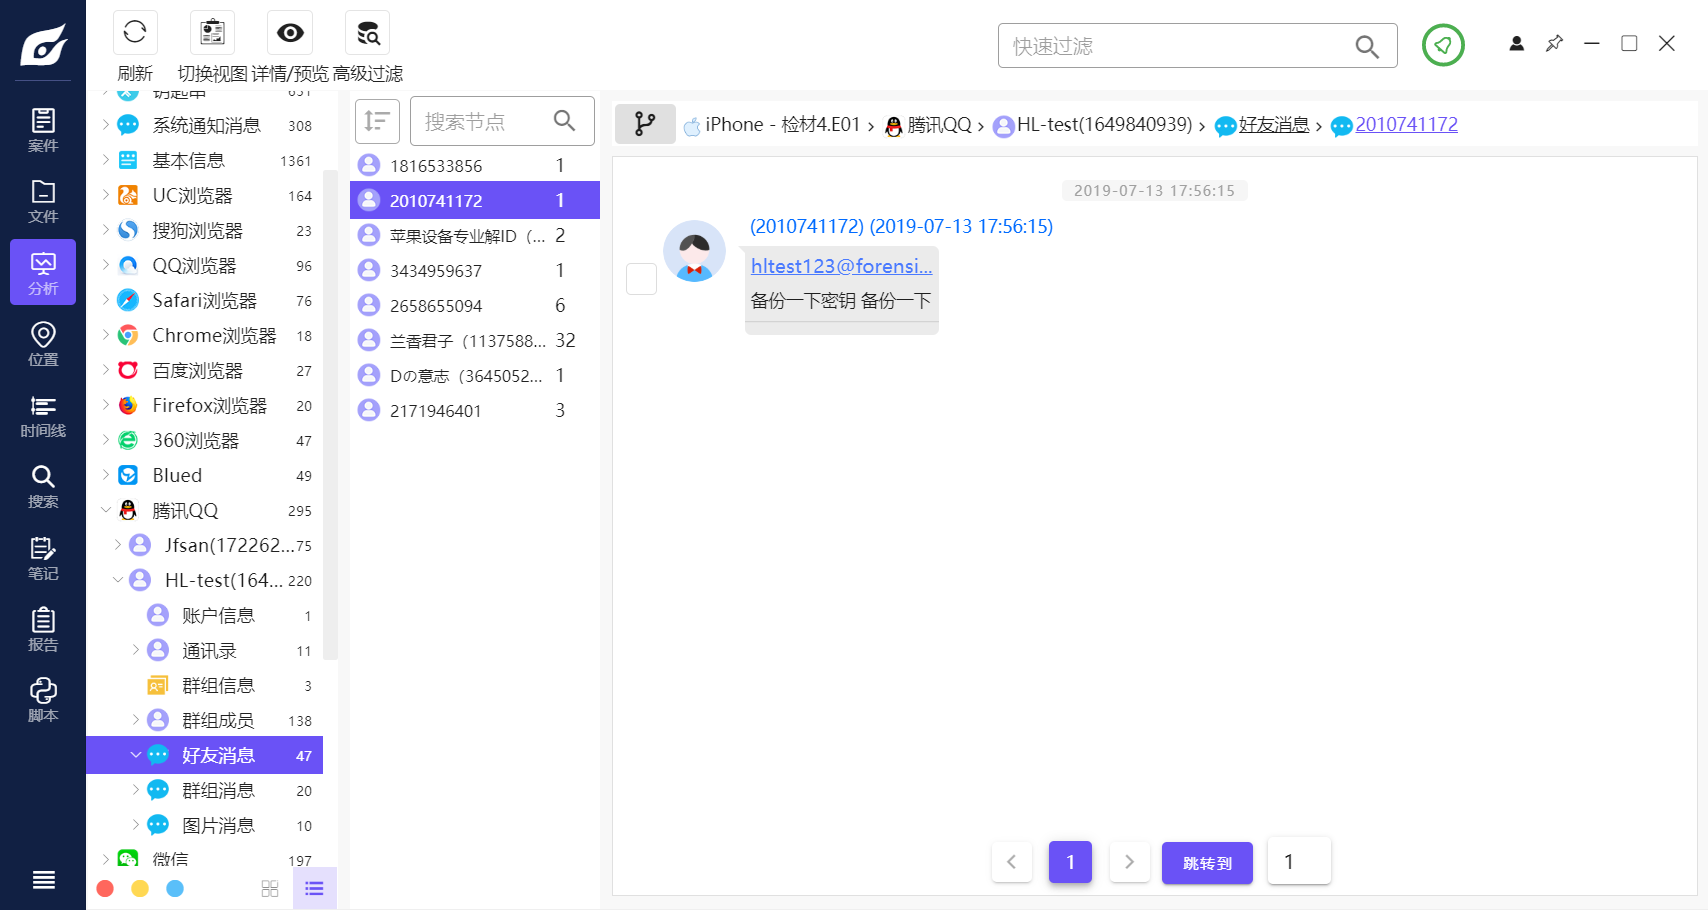 刷新
切换视图
详情/预览
高级过滤
快速过滤
案件
文件
分析
位置
时间线
搜索
笔记
报告
脚本
钥匙串 631
系统通知消息 308
基本信息 1361
UC浏览器 164
搜狗浏览器 23
QQ浏览器 96
Safari浏览器 76
Chrome浏览器 18
百度浏览器 27
Firefox浏览器 20
360浏览器 47
Blued 49
腾讯QQ 295
Jfsan(172262... 75
HL-test(164... 220
账户信息 1
通讯录 11
群组信息 3
群组成员 138
好友消息 47
群组消息 20
图片消息 10
微信 197
搜索节点
1816533856 1
2010741172 1
苹果设备专业解ID（... 2
3434959637 1
2658655094 6
兰香君子（1137588... 32
Dの意志（3645052... 1
2171946401 3
iPhone - 检材4.E01 › 腾讯QQ › HL-test(1649840939) › 好友消息 › 2010741172
2019-07-13 17:56:15
(2010741172) (2019-07-13 17:56:15)
hltest123@forensi...
备份一下密钥 备份一下
1
跳转到
1